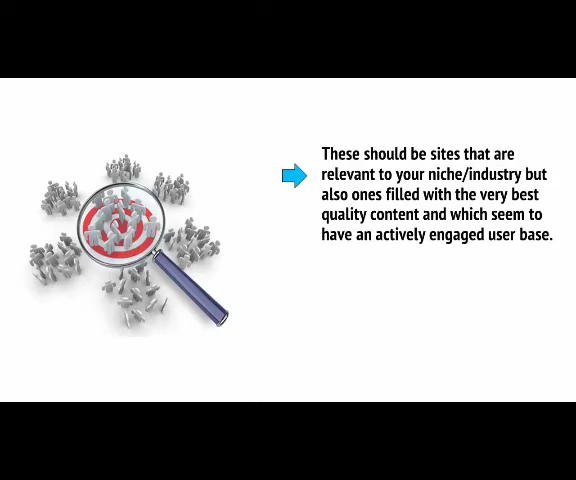 These should be sites that are
relevant to your niche/industry but
also ones filled with the very best
quality content and which seem to
have an actively engaged user base.